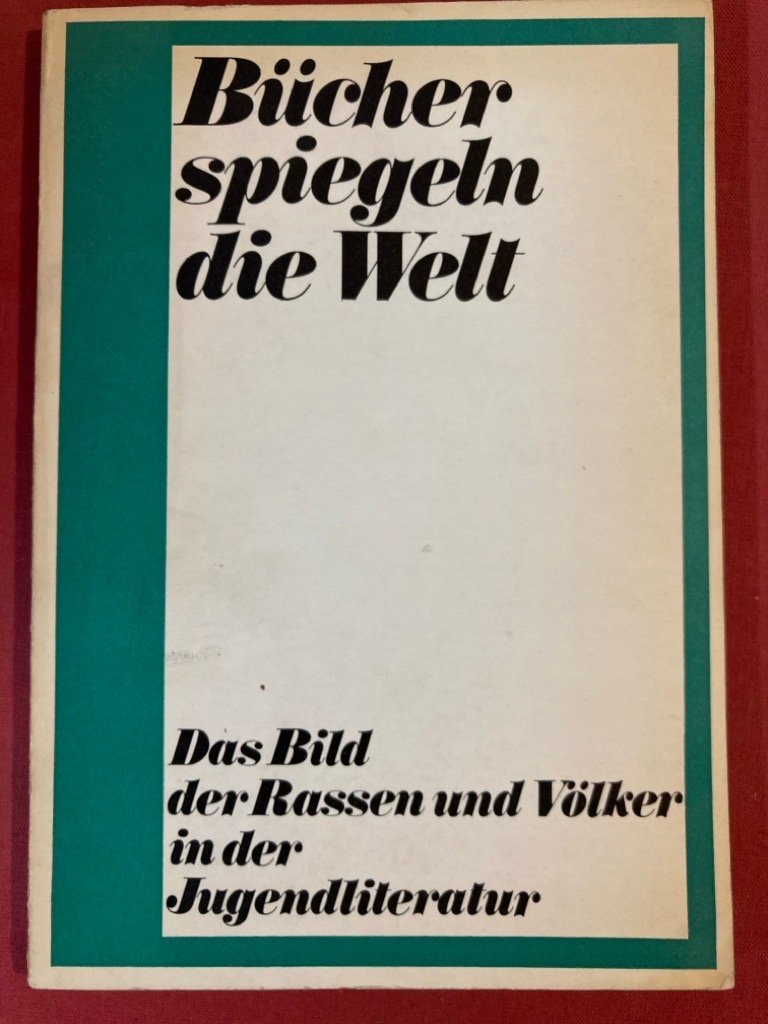 Bücher
spiegeln
die Welt
Das Bild
der Rassen und Völker
in der
Jugendliteratur